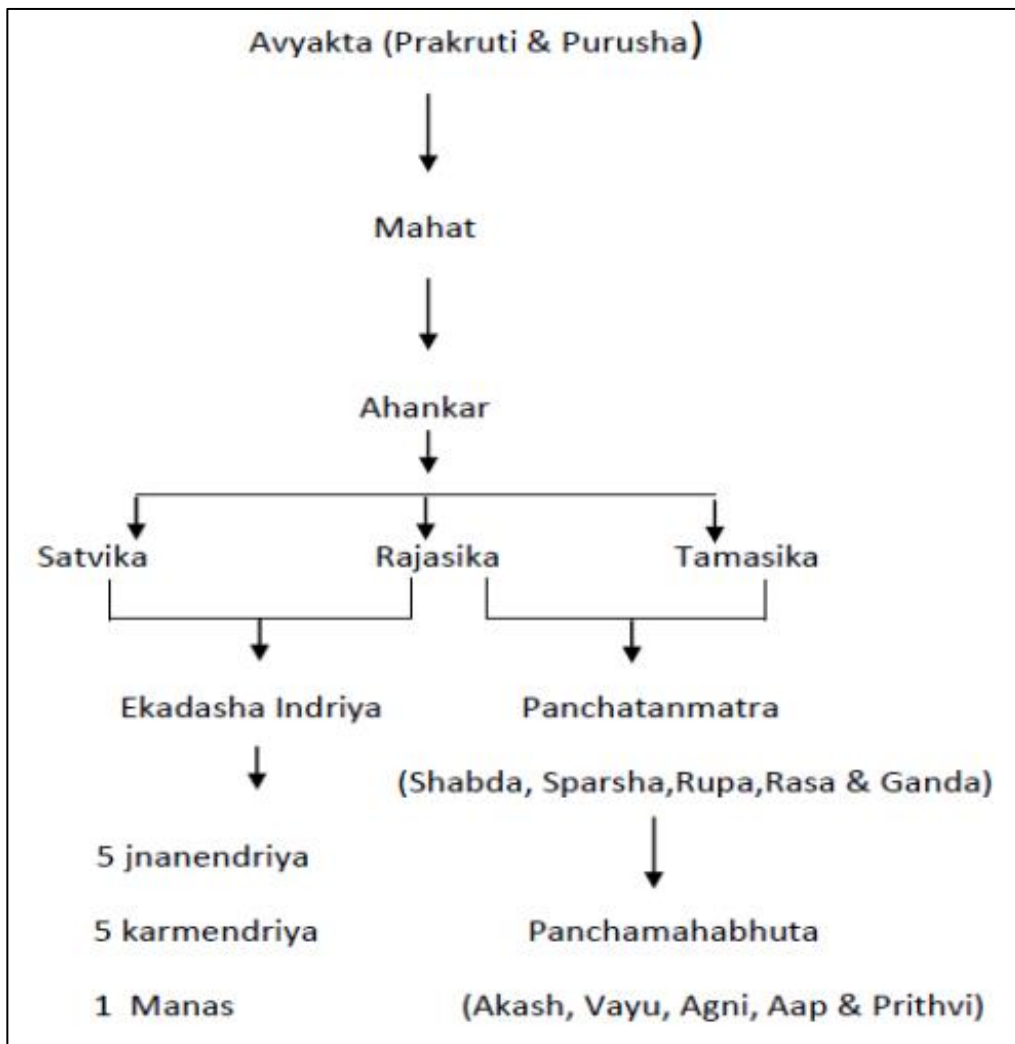 Avyakta (Prakruti & Purusha)
Mahat
Ahankar
Satvika Rajasika Tamasika
Ekadasha Indriya Panchatanmatra
(Shabda, Sparsha,Rupa,Rasa & Ganda)
5 jnanendriya
5 karmendriya Panchamahabhuta
1 Manas (Akash, Vayu, Agni, Aap & Prithvi)